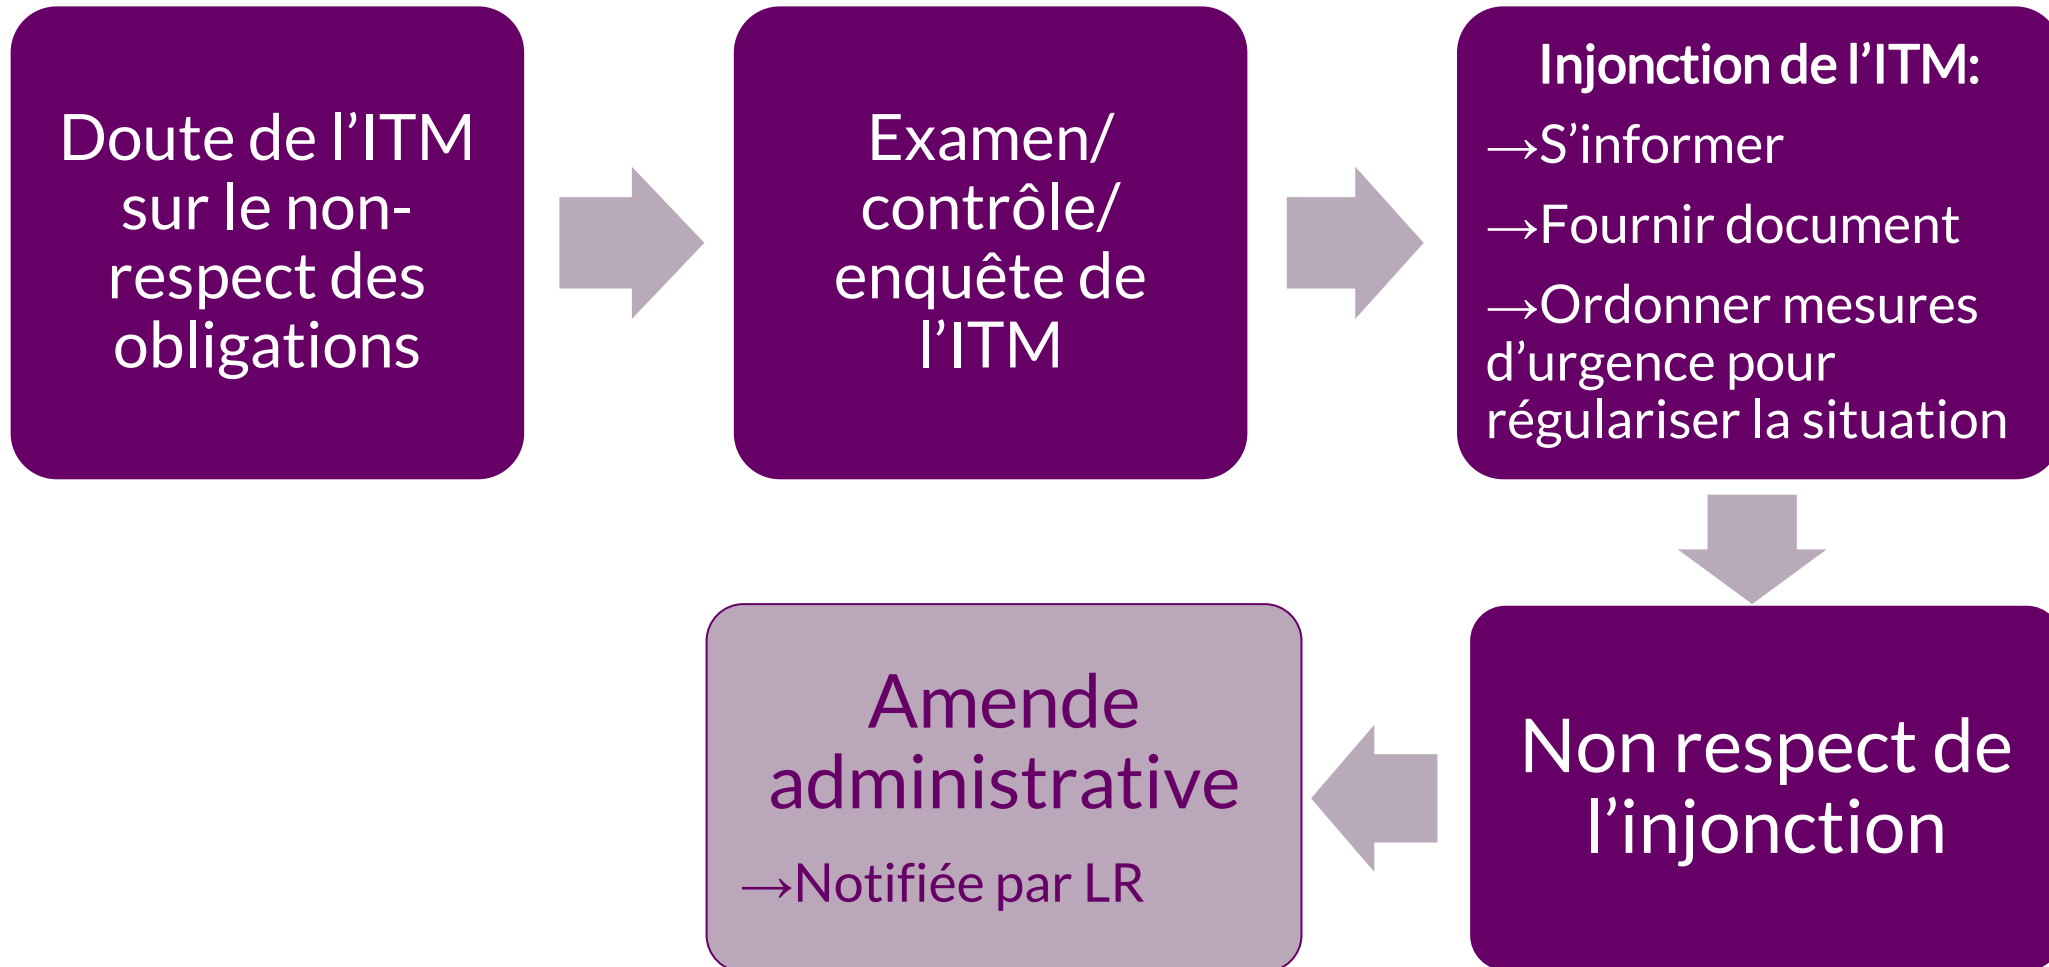 Doute de l’ITM
sur le non-
respect des
obligations
Examen/
contrôle/
enquête de
l’ITM
Injonction de l’ITM:
→S’informer
→Fournir document
→Ordonner mesures
d’urgence pour
régulariser la situation
Non respect de
l’injonction
Amende
administrative
→Notifiée par LR